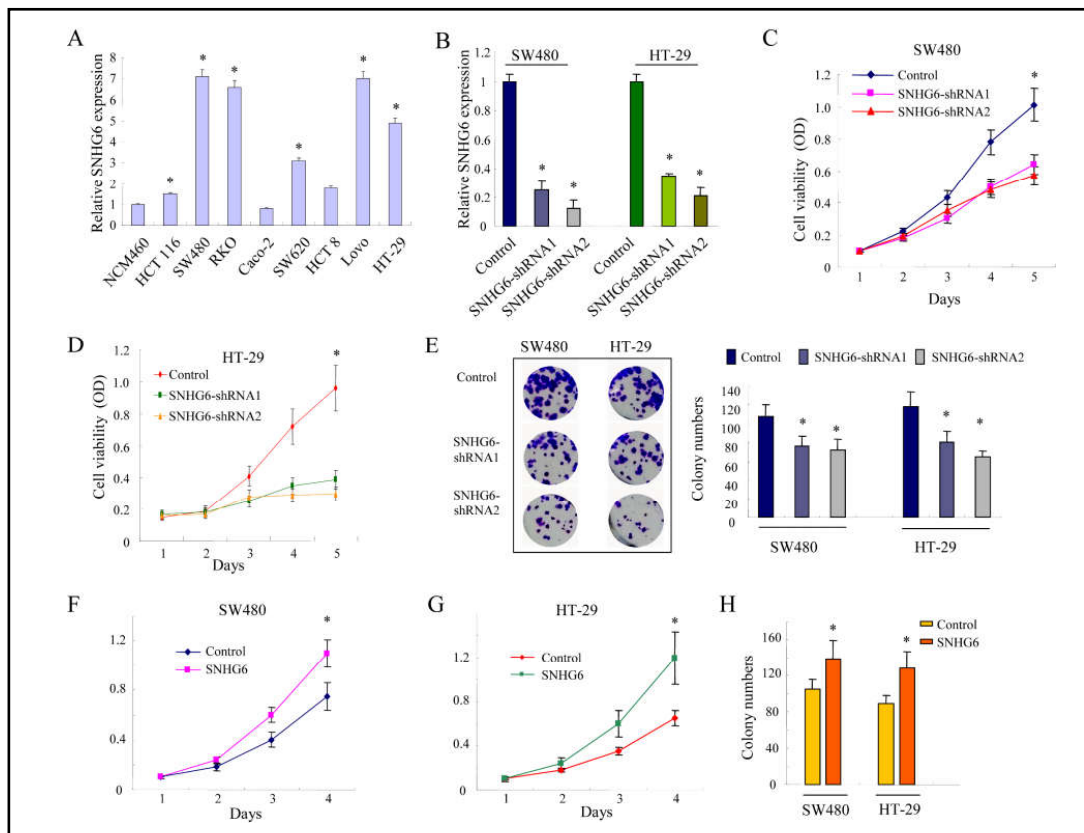 A
Relative SNHG6 expression
8
7
6
5
4
3
2
1
0
NCM460
HCT 116
SW480
RKO
Caco-2
SW620
HCT 8
Lovo
HT-29
* * * * * *
B
Relative SNHG6 expression
SW480
HT-29
1.2
1
0.8
0.6
0.4
0.2
0
* * * *
Control
SNHG6-shRNA1
SNHG6-shRNA2
Control
SNHG6-shRNA1
SNHG6-shRNA2
C
SW480
Cell viability (OD)
1.2
1.0
0.8
0.6
0.4
0.2
0
Control
SNHG6-shRNA1
SNHG6-shRNA2
*
1 2 3 4 5
Days
D
HT-29
Cell viability (OD)
1.2
1.0
0.8
0.6
0.4
0.2
0
Control
SNHG6-shRNA1
SNHG6-shRNA2
*
1 2 3 4 5
Days
E
SW480 HT-29
Control
SNHG6-
shRNA1
SNHG6-
shRNA2
Control SNHG6-shRNA1 SNHG6-shRNA2
Colony numbers
140
120
100
80
60
40
20
0
* * * *
SW480 HT-29
F
SW480
1.2
0.8
0.4
0
Control
SNHG6
*
1 2 3 4
Days
G
HT-29
1.2
0.8
0.4
0
Control
SNHG6
*
1 2 3 4
Days
H
Control
SNHG6
Colony numbers
160
120
80
40
0
* *
SW480 HT-29